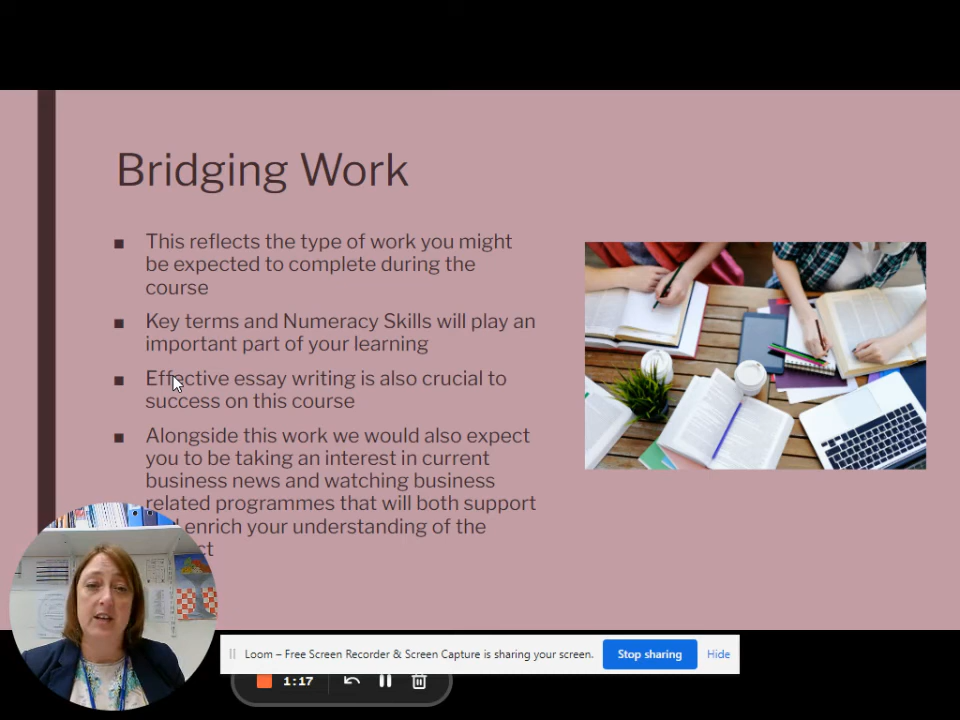 Bridging Work
■ This reflects the type of work you might
be expected to complete during the
course
■ Key terms and Numeracy Skills will play an
important part of your learning
■ Effective essay writing is also crucial to
success on this course
■ Alongside this work we would also expect
you to be taking an interest in current
business news and watching business
related programmes that will both support
enrich your understanding of the
Loom – Free Screen Recorder & Screen Capture is sharing your screen. Stop sharing Hide
1:17